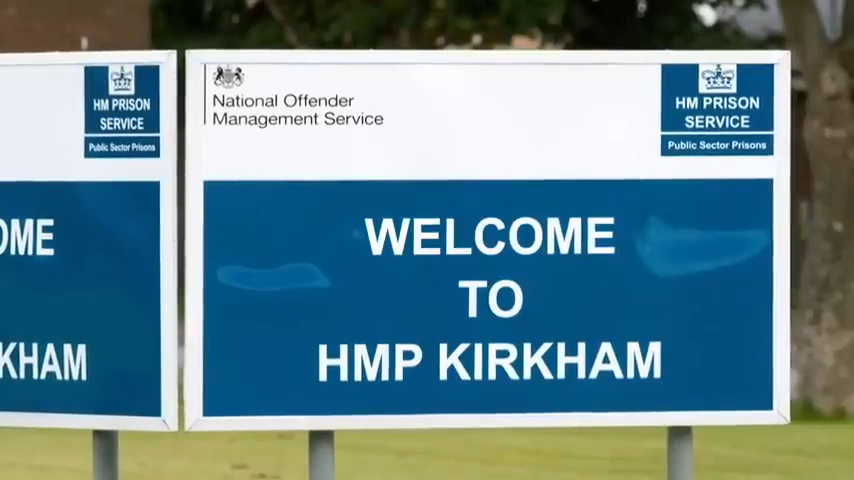 HM PRISON
SERVICE
Public Sector Prisons
OME
KHAM
National Offender
Management Service
HM PRISON
SERVICE
Public Sector Prisons
WELCOME
TO
HMP KIRKHAM